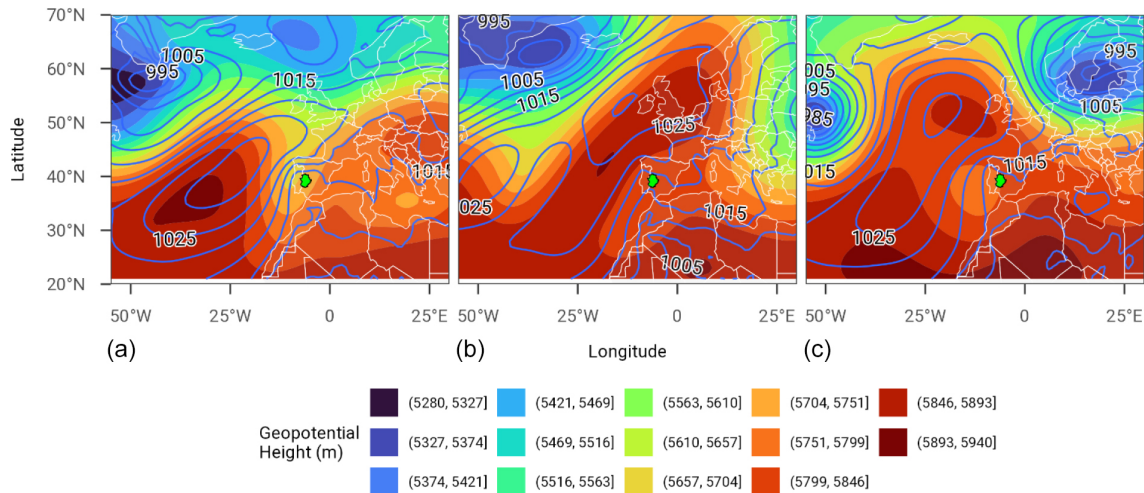 70°N
60°N
50°N
40°N
30°N
20°N
Latitude
1005
995
1015
1015
1025
995
1005
1015
1025
025
1015
1005
995
1005
005
95
985
015
1015
1025
50°W
25°W
0
25°E
50°W
25°W
0
25°E
50°W
25°W
0
25°E
(a)
(b)
(c)
Longitude
Geopotential
Height (m)
(5280, 5327]
(5421, 5469]
(5563, 5610]
(5704, 5751]
(5846, 5893]
(5327, 5374]
(5469, 5516]
(5610, 5657]
(5751, 5799]
(5893, 5940]
(5374, 5421]
(5516, 5563]
(5657, 5704]
(5799, 5846]